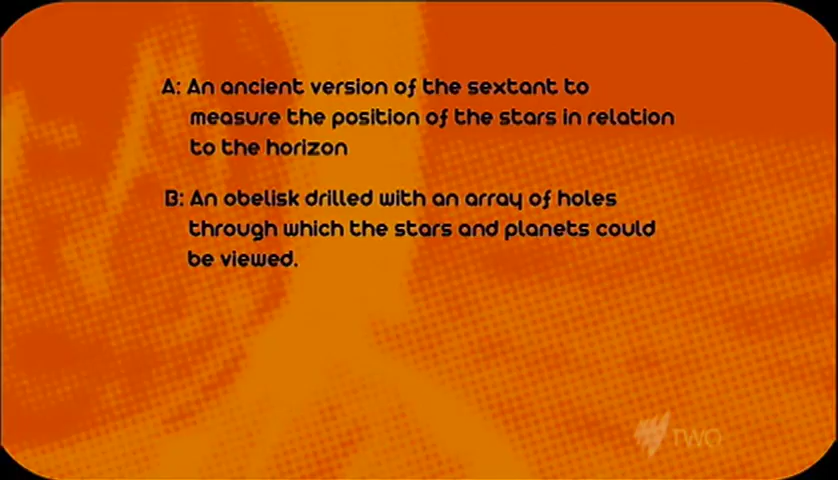 A: An ancient version of the sextant to
measure the position of the stars in relation
to the horizon
B: An obelisk drilled with an array of holes
through which the stars and planets could
be viewed.
TWO